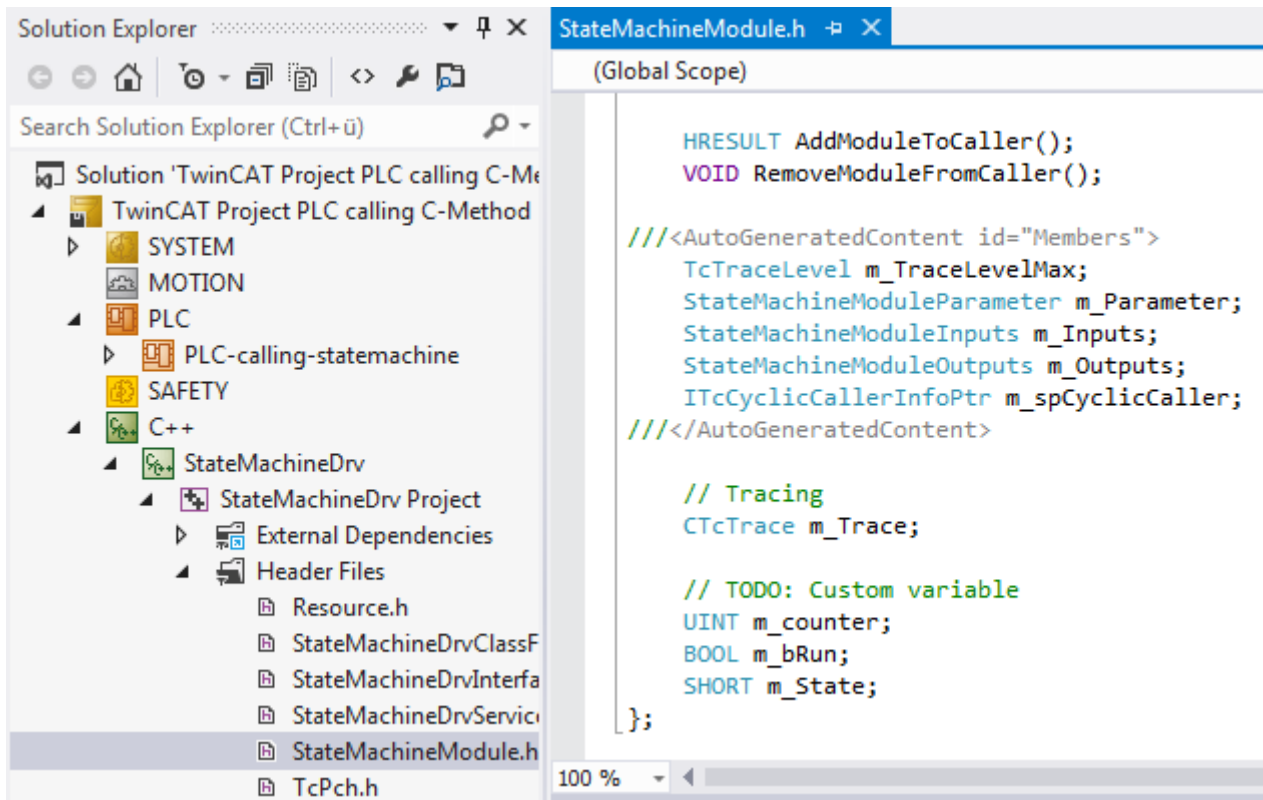 Solution Explorer
Search Solution Explorer (Ctrl+ü)
Solution 'TwinCAT Project PLC calling C-Me
TwinCAT Project PLC calling C-Method
SYSTEM
MOTION
PLC
PLC-calling-statemachine
SAFETY
C++
StateMachineDrv
StateMachineDrv Project
External Dependencies
Header Files
Resource.h
StateMachineDrvClassF
StateMachineDrvInterfa
StateMachineDrvServic
StateMachineModule.h
TcPch.h
StateMachineModule.h
(Global Scope)
HRESULT AddModuleToCaller();
VOID RemoveModuleFromCaller();
///<AutoGeneratedContent id="Members">
TcTraceLevel m_TraceLevelMax;
StateMachineModuleParameter m_Parameter;
StateMachineModuleInputs m_Inputs;
StateMachineModuleOutputs m_Outputs;
ITcCyclicCallerInfoPtr m_spCyclicCaller;
///</AutoGeneratedContent>
// Tracing
CTcTrace m_Trace;
// TODO: Custom variable
UINT m_counter;
BOOL m_bRun;
SHORT m_State;
};
100 %